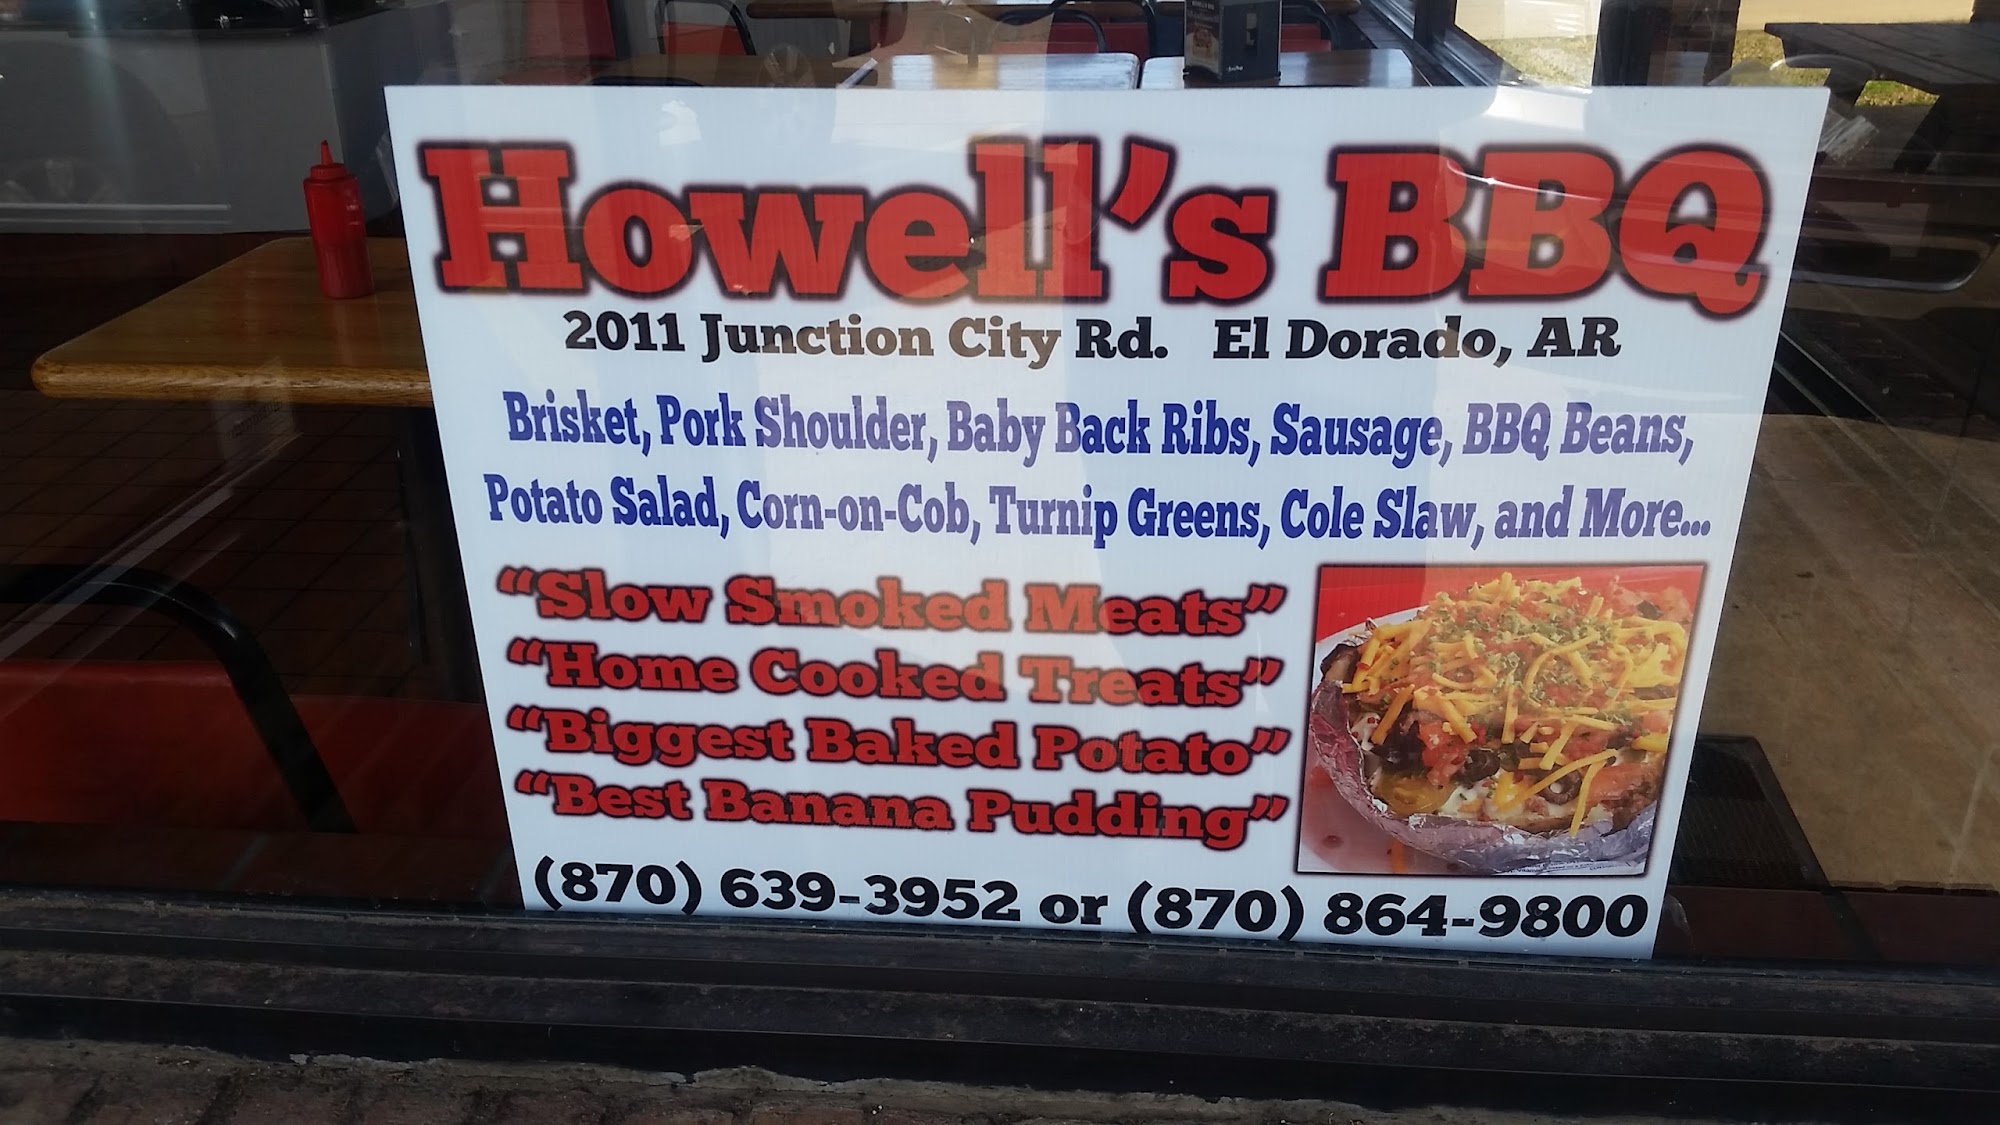 Howell's BBQ
2011 Junction City Rd. El Dorado, AR
Brisket, Pork Shoulder, Baby Back Ribs, Sausage, BBQ Beans,
Potato Salad, Corn-on-Cob, Turnip Greens, Cole Slaw, and More...
“Slow Smoked Meats”
“Home Cooked Treats”
“Biggest Baked Potato”
“Best Banana Pudding”
(870) 639-3952 or (870) 864-9800